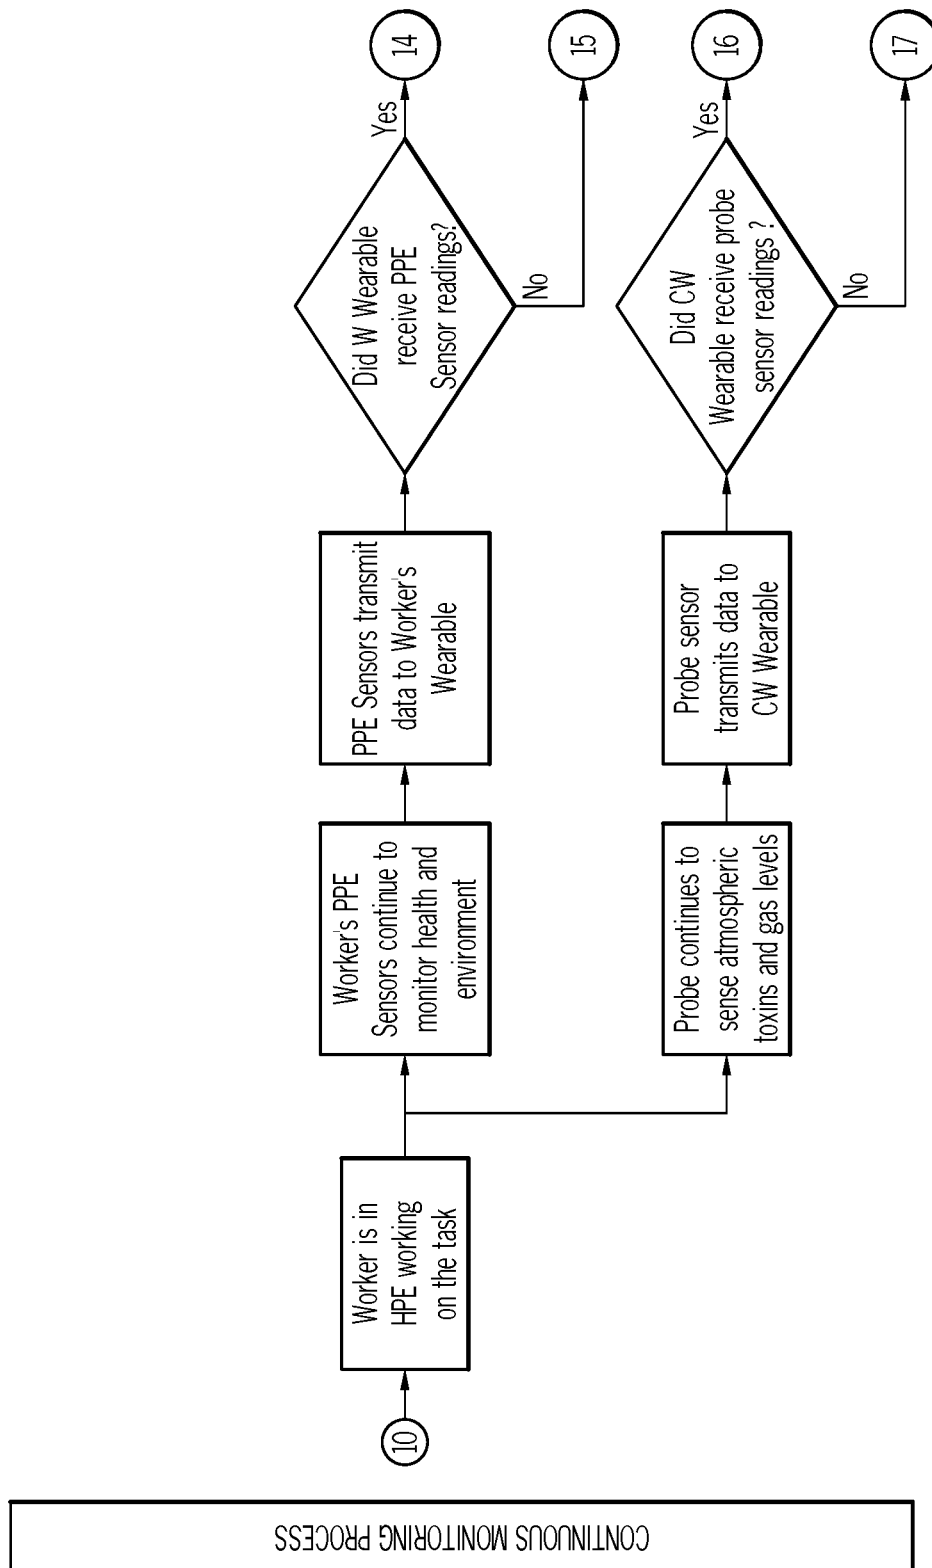 CONTINUOUS MONITORING PROCESS
10
Worker is in
HPE working
on the task
Worker's PPE
Sensors continue to
monitor health and
environment
PPE Sensors transmit
data to Worker's
Wearable
Did W Wearable
receive PPE
Sensor readings?
Yes
14
No
15
Probe continues to
sense atmospheric
toxins and gas levels
Probe sensor
transmits data to
CW Wearable
Did CW
Wearable receive probe
sensor readings ?
Yes
16
No
17